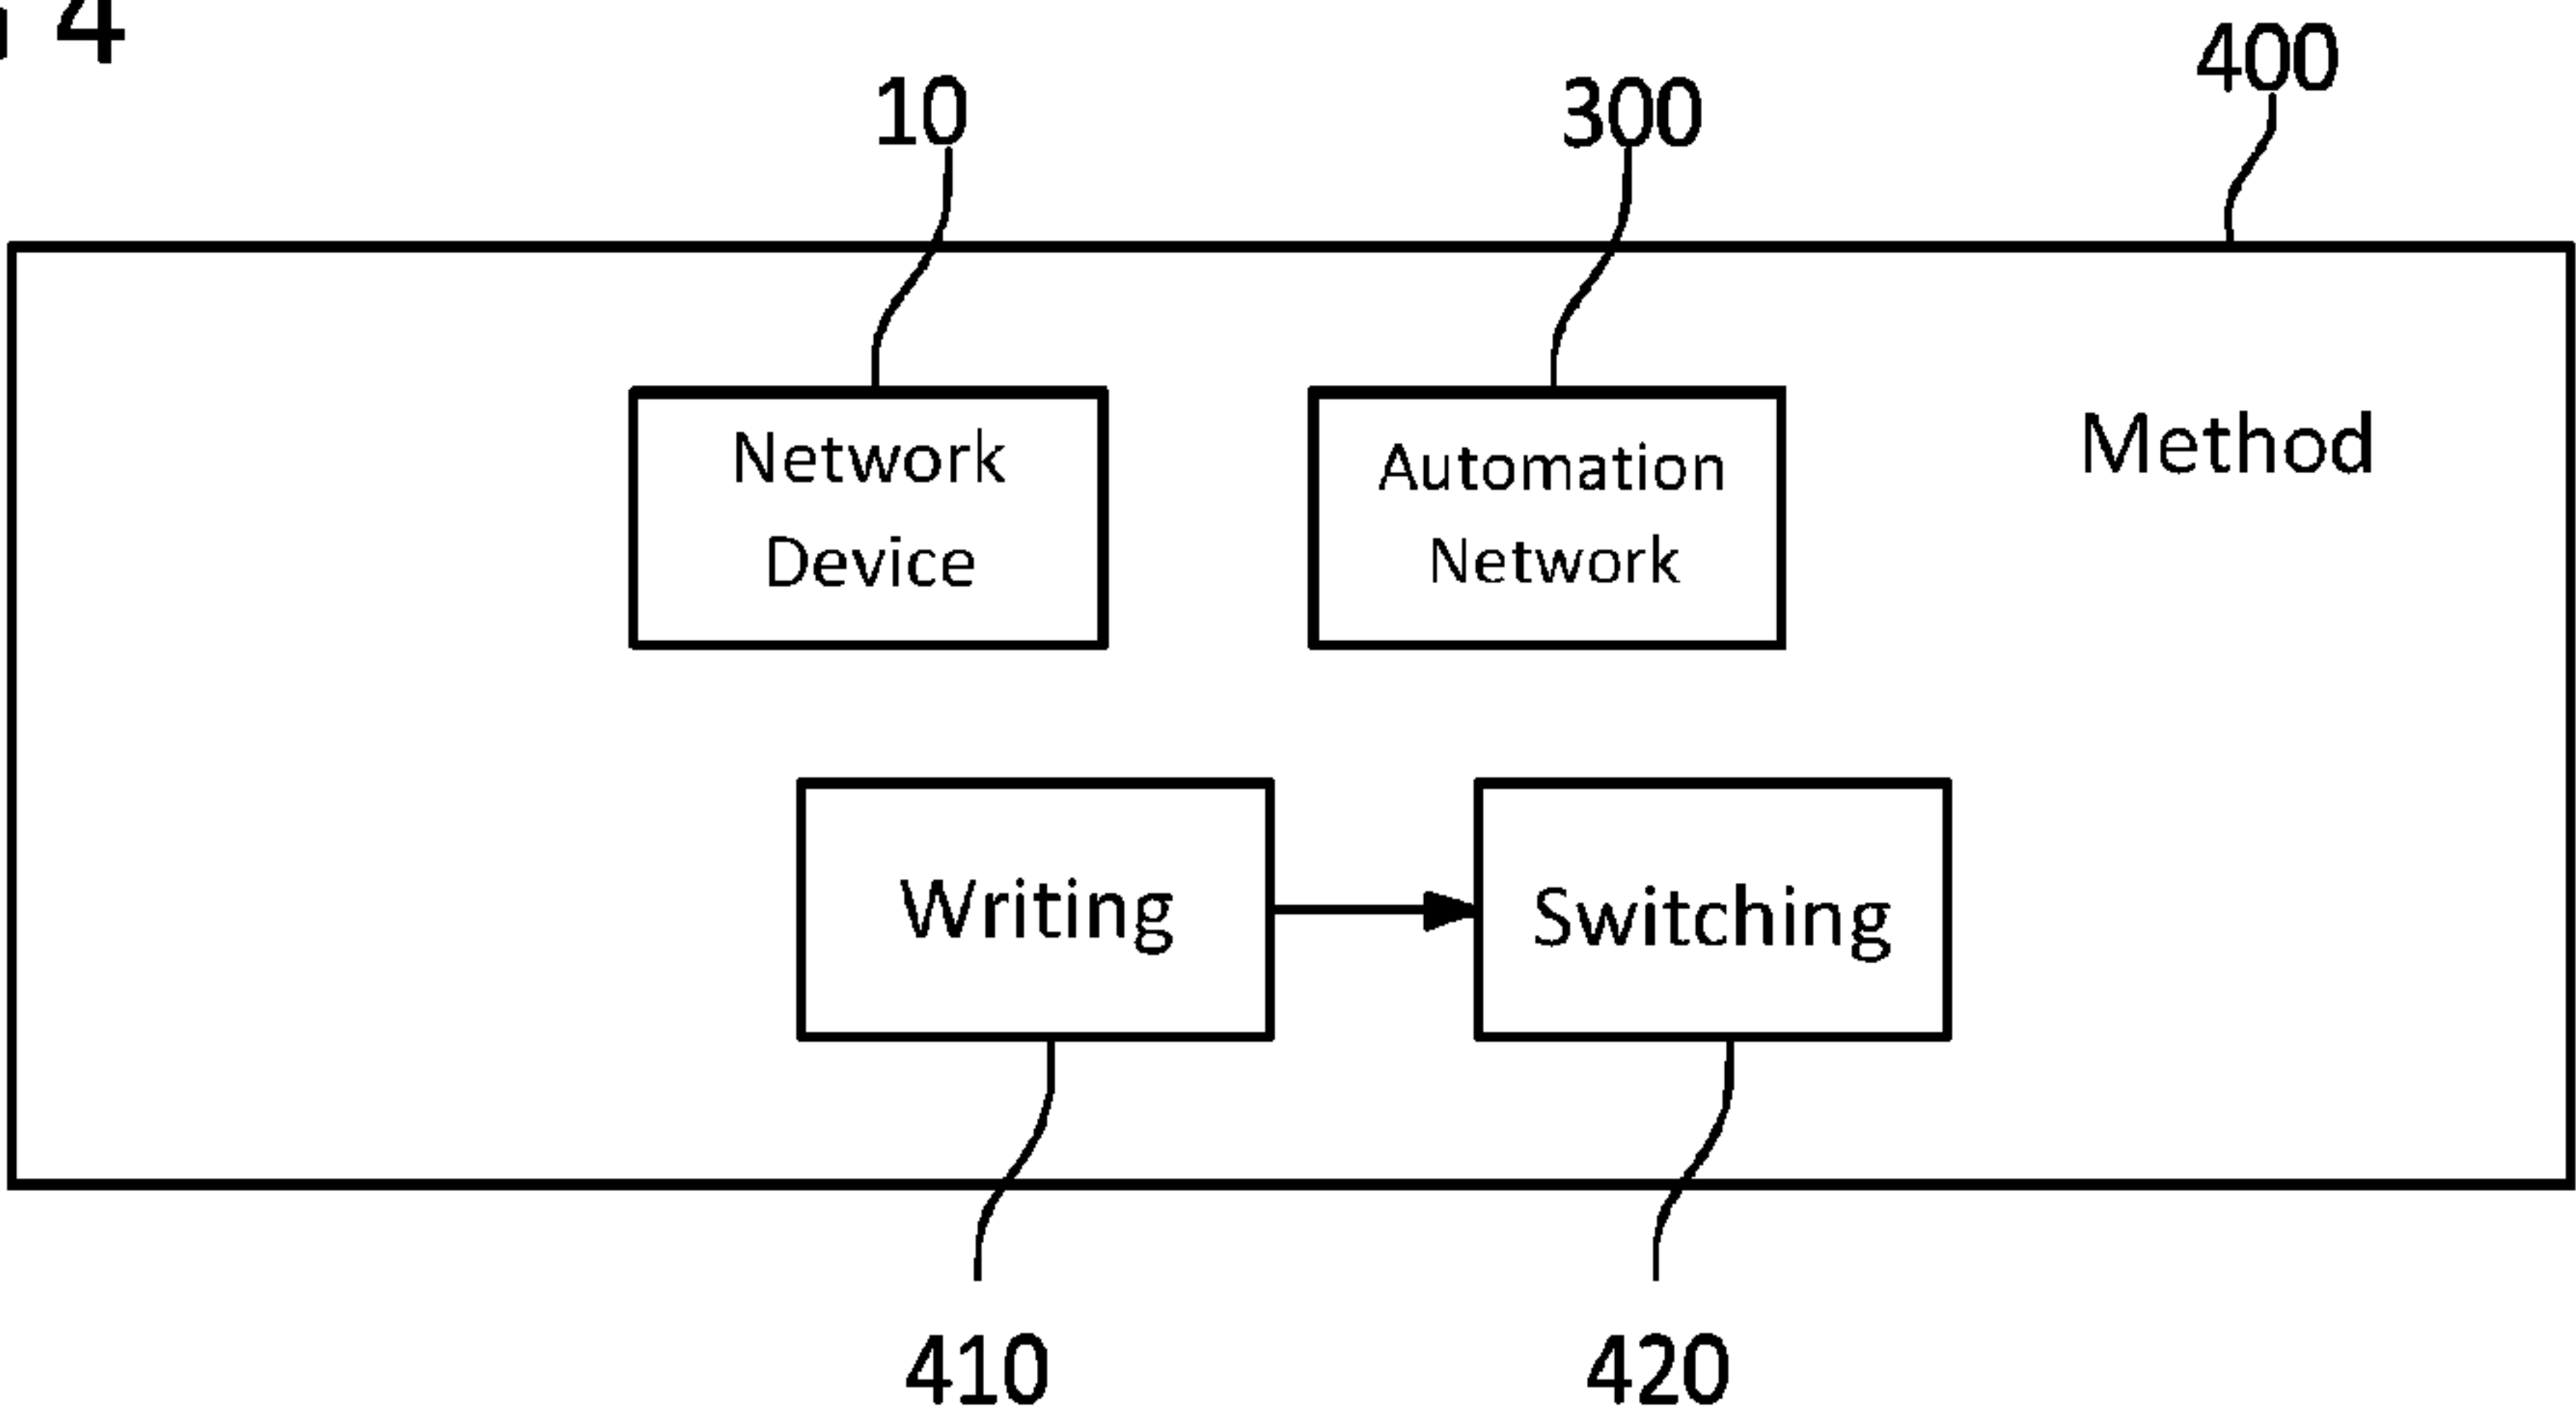 4
400
10
300
Network
Device
Automation
Network
Method
Writing
Switching
410
420